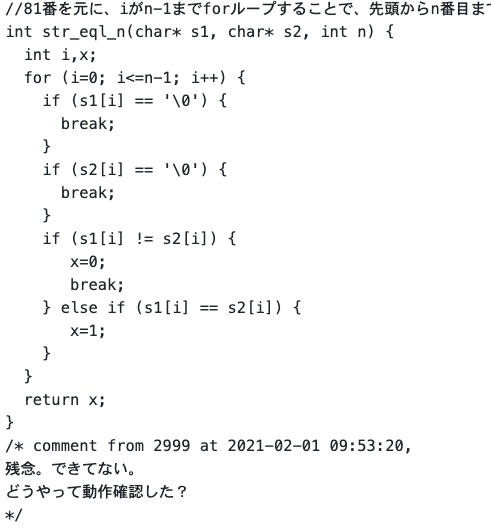 //81番を元に、iがn-1までforループすることで、先頭からn番目ま
int str_eql_n(char* s1, char* s2, int n) {
  int i,x;
  for (i=0; i<=n-1; i++) {
    if (s1[i] == '\0') {
      break;
    }
    if (s2[i] == '\0') {
      break;
    }
    if (s1[i] != s2[i]) {
       x=0;
       break;
    } else if (s1[i] == s2[i]) {
       x=1;
    }
  }
  return x;
}
/* comment from 2999 at 2021-02-01 09:53:20,
残念。できてない。
どうやって動作確認した？
*/